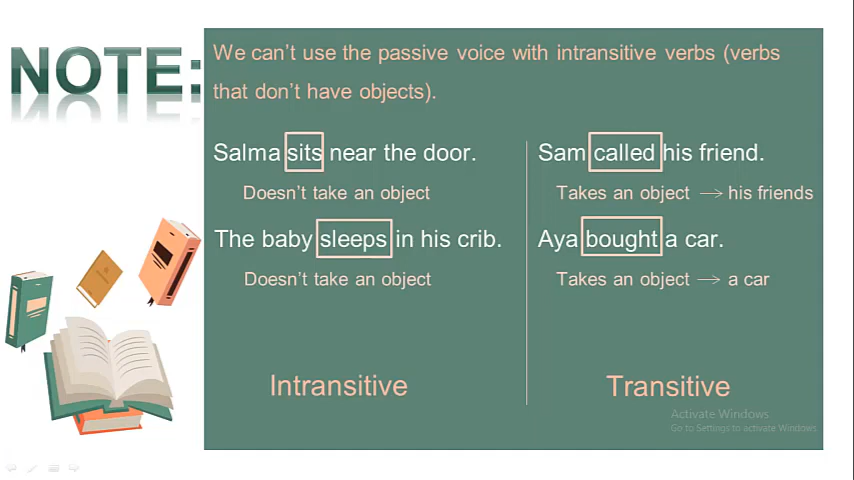 NOTE:
We can't use the passive voice with intransitive verbs (verbs
that don't have objects).
Salma sits near the door.
Doesn't take an object
The baby sleeps in his crib.
Doesn't take an object
Intransitive
Sam called his friend.
Takes an object → his friends
Aya bought a car.
Takes an object → a car
Transitive
Activate Windows
Go to Settings to activate Windows